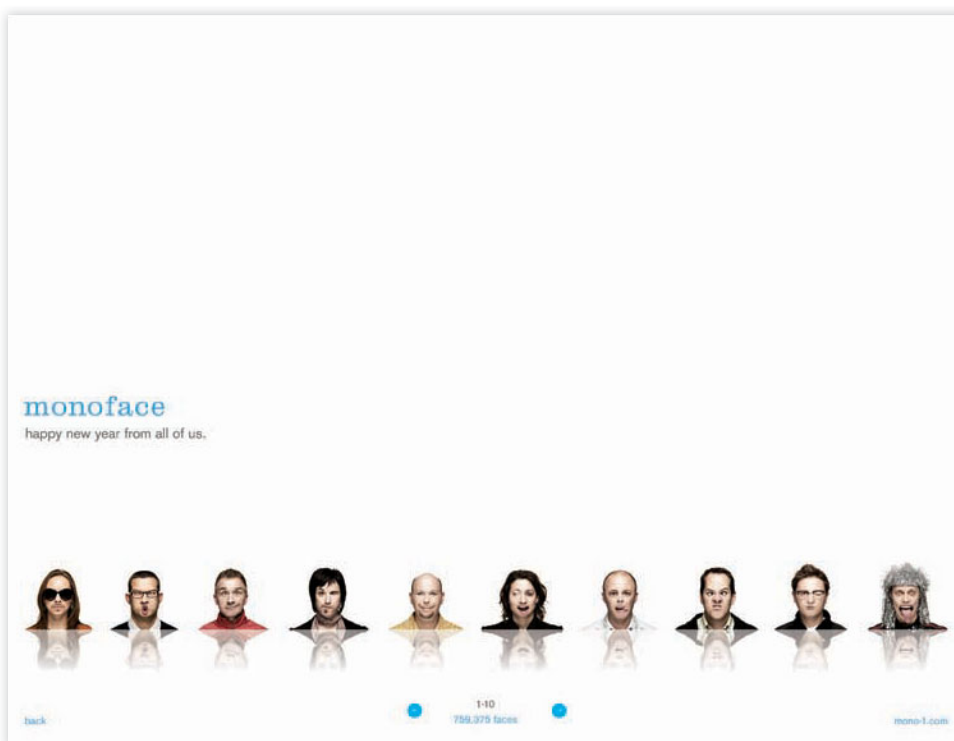 monoface
happy new year from all of us.
1-10
759,375 faces
back
mono-1.com